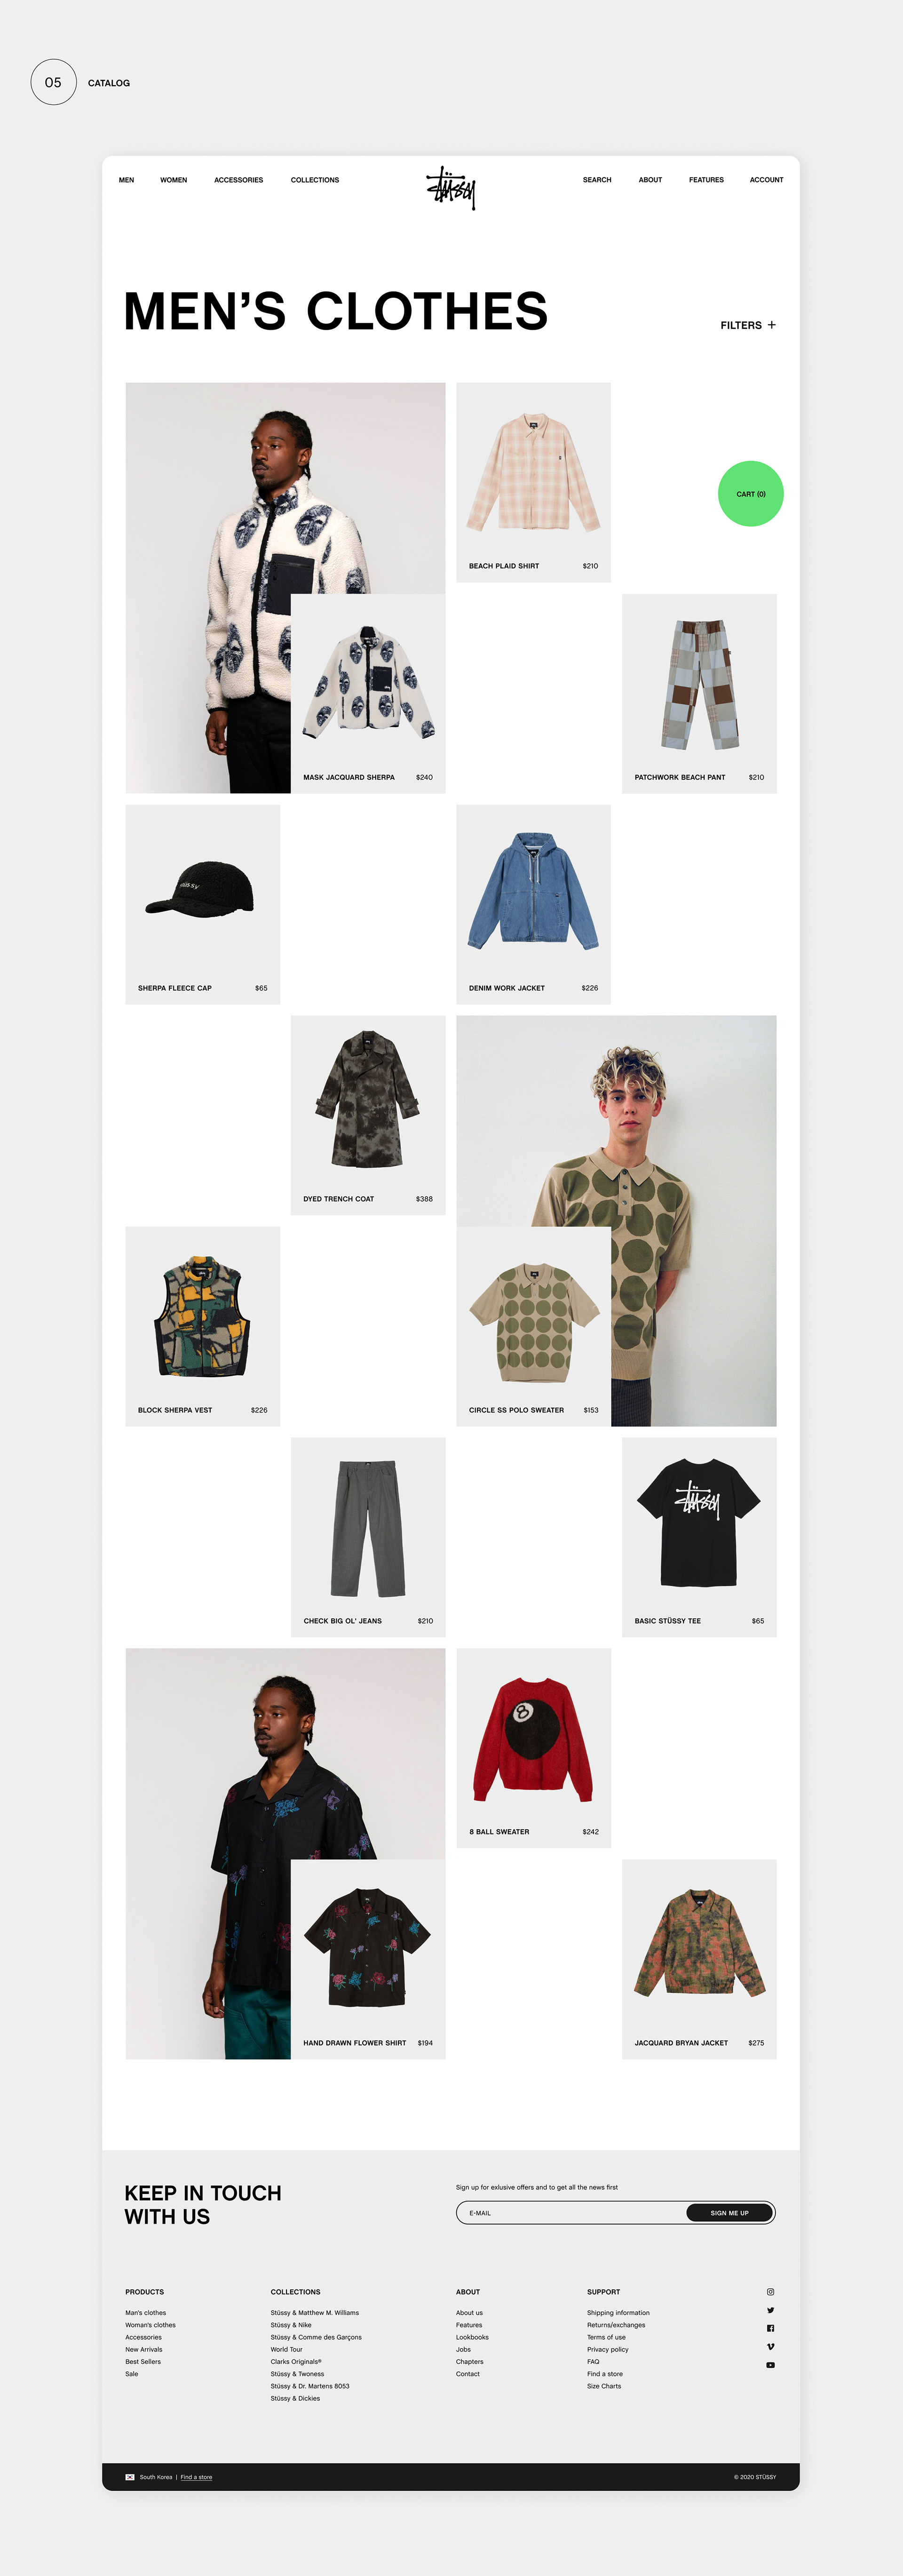 05
CATALOG
MEN
WOMEN
ACCESSORIES
COLLECTIONS
Stüssy
SEARCH
ABOUT
FEATURES
ACCOUNT
MEN’S CLOTHES
FILTERS +
CART (0)
BEACH PLAID SHIRT $210
MASK JACQUARD SHERPA $240
PATCHWORK BEACH PANT $210
STÜSSY
SHERPA FLEECE CAP $65
DENIM WORK JACKET $226
DYED TRENCH COAT $388
BLOCK SHERPA VEST $226
CIRCLE SS POLO SWEATER $153
CHECK BIG OL’ JEANS $210
Stüssy
BASIC STÜSSY TEE $65
8
8 BALL SWEATER $242
HAND DRAWN FLOWER SHIRT $194
JACQUARD BRYAN JACKET $275
KEEP IN TOUCH
WITH US
Sign up for exlusive offers and to get all the news first
E-MAIL
SIGN ME UP
PRODUCTS
Man's clothes
Woman's clothes
Accessories
New Arrivals
Best Sellers
Sale
COLLECTIONS
Stüssy & Matthew M. Williams
Stüssy & Nike
Stüssy & Comme des Garçons
World Tour
Clarks Originals®
Stüssy & Twoness
Stüssy & Dr. Martens 8053
Stüssy & Dickies
ABOUT
About us
Features
Lookbooks
Jobs
Chapters
Contact
SUPPORT
Shipping information
Returns/exchanges
Terms of use
Privacy policy
FAQ
Find a store
Size Charts
South Korea | Find a store
© 2020 STÜSSY